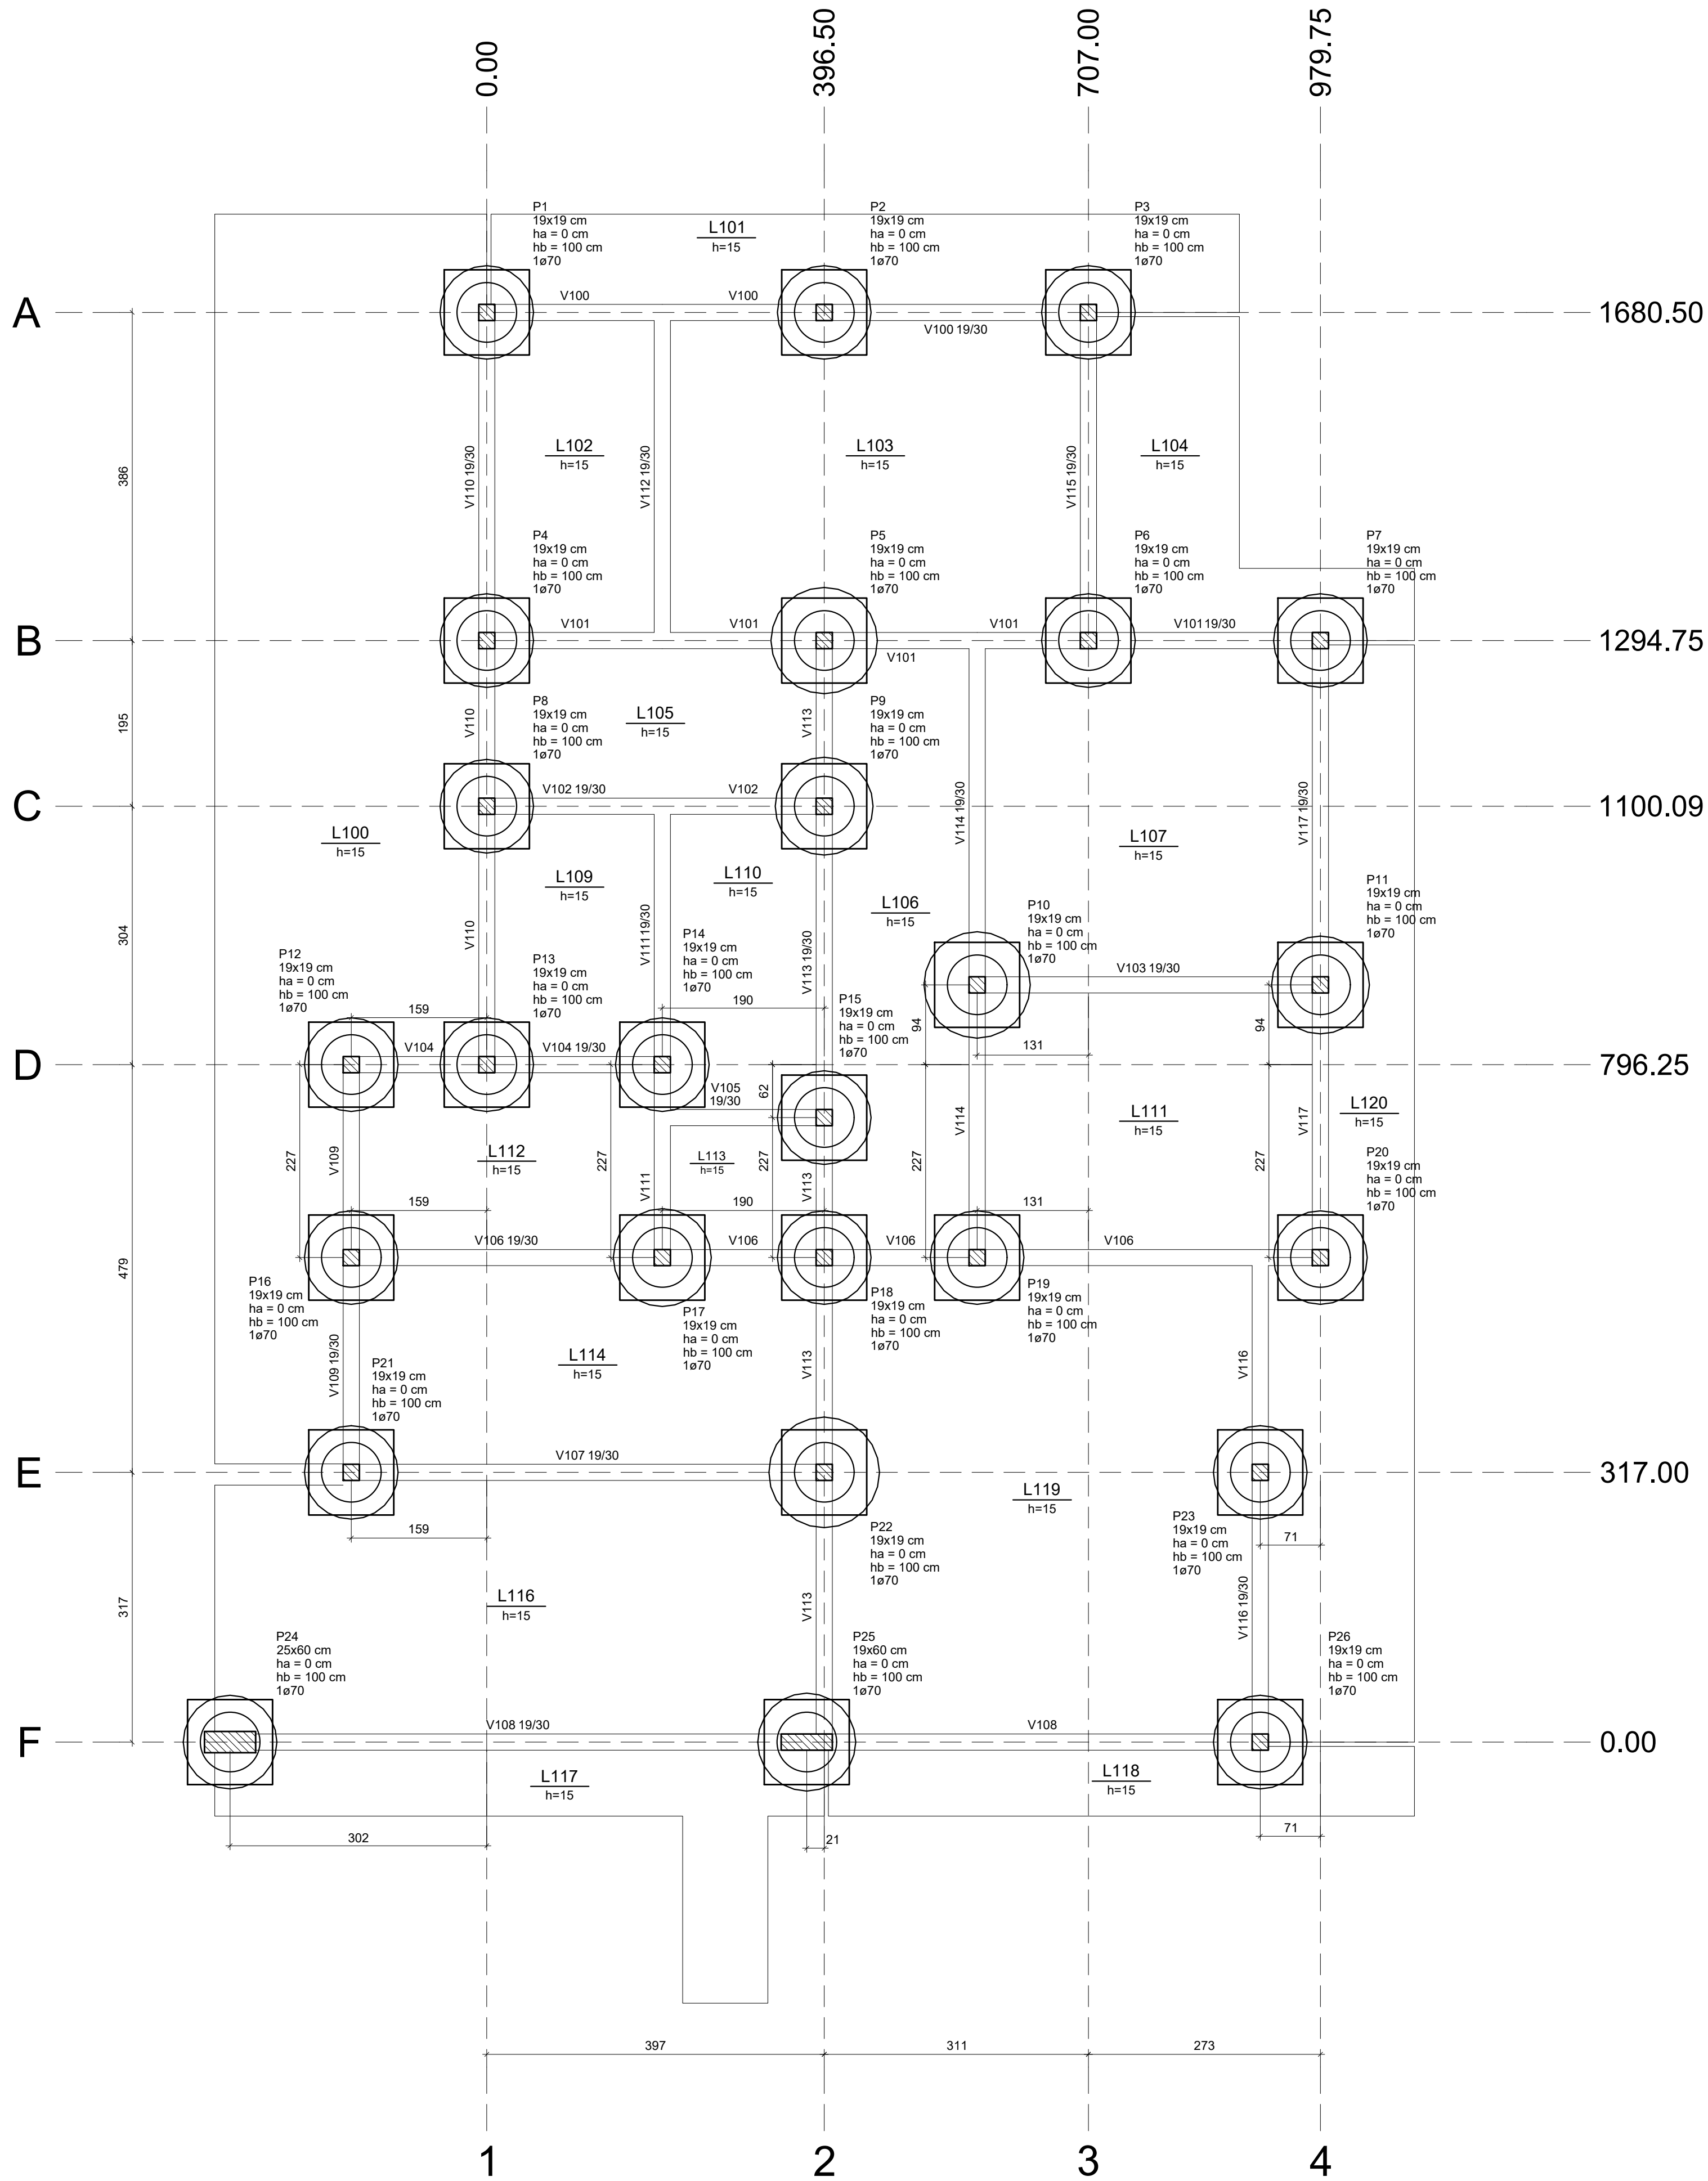 0.00
396.50
707.00
979.75
P1
19x19 cm
ha = 0 cm
hb = 100 cm
1ø70
L101
h=15
P2
19x19 cm
ha = 0 cm
hb = 100 cm
1ø70
P3
19x19 cm
ha = 0 cm
hb = 100 cm
1ø70
A
V100
V100
V100 19/30
1680.50
386
V110 19/30
L102
h=15
V112 19/30
L103
h=15
V115 19/30
L104
h=15
P4
19x19 cm
ha = 0 cm
hb = 100 cm
1ø70
P5
19x19 cm
ha = 0 cm
hb = 100 cm
1ø70
P6
19x19 cm
ha = 0 cm
hb = 100 cm
1ø70
P7
19x19 cm
ha = 0 cm
hb = 100 cm
1ø70
B
V101
V101
V101
V101
V101 19/30
1294.75
195
V110
P8
19x19 cm
ha = 0 cm
hb = 100 cm
1ø70
L105
h=15
V113
P9
19x19 cm
ha = 0 cm
hb = 100 cm
1ø70
C
V102 19/30
V102
V114 19/30
V117 19/30
1100.09
L100
h=15
L107
h=15
304
V110
L109
h=15
V111 19/30
L110
h=15
V113 19/30
L106
h=15
P10
19x19 cm
ha = 0 cm
hb = 100 cm
1ø70
P11
19x19 cm
ha = 0 cm
hb = 100 cm
1ø70
P12
19x19 cm
ha = 0 cm
hb = 100 cm
1ø70
P13
19x19 cm
ha = 0 cm
hb = 100 cm
1ø70
P14
19x19 cm
ha = 0 cm
hb = 100 cm
1ø70
V103 19/30
P15
19x19 cm
ha = 0 cm
hb = 100 cm
1ø70
159
190
94
94
131
D
V104
V104 19/30
796.25
V105
19/30
62
227
V109
L112
h=15
227
V111
L113
h=15
227
V113
227
V114
L111
h=15
227
V117
L120
h=15
P20
19x19 cm
ha = 0 cm
hb = 100 cm
1ø70
159
190
131
V106 19/30
V106
V106
V106
479
P16
19x19 cm
ha = 0 cm
hb = 100 cm
1ø70
P17
19x19 cm
ha = 0 cm
hb = 100 cm
1ø70
P18
19x19 cm
ha = 0 cm
hb = 100 cm
1ø70
P19
19x19 cm
ha = 0 cm
hb = 100 cm
1ø70
V109 19/30
P21
19x19 cm
ha = 0 cm
hb = 100 cm
1ø70
L114
h=15
V113
V116
E
V107 19/30
317.00
L119
h=15
159
P22
19x19 cm
ha = 0 cm
hb = 100 cm
1ø70
P23
19x19 cm
ha = 0 cm
hb = 100 cm
1ø70
71
317
L116
h=15
V113
V116 19/30
P24
25x60 cm
ha = 0 cm
hb = 100 cm
1ø70
P25
19x60 cm
ha = 0 cm
hb = 100 cm
1ø70
P26
19x19 cm
ha = 0 cm
hb = 100 cm
1ø70
F
V108 19/30
V108
0.00
L117
h=15
L118
h=15
302
21
71
397
311
273
1
2
3
4